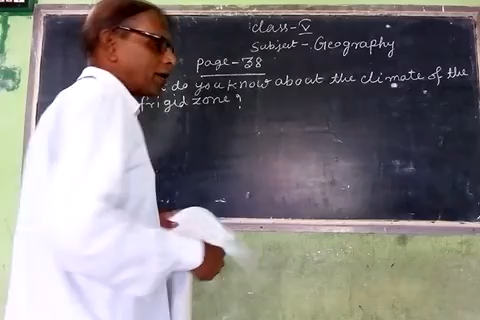 class-V
Subject-Geography
page-38
do you know about the climate of the
frigid zone?